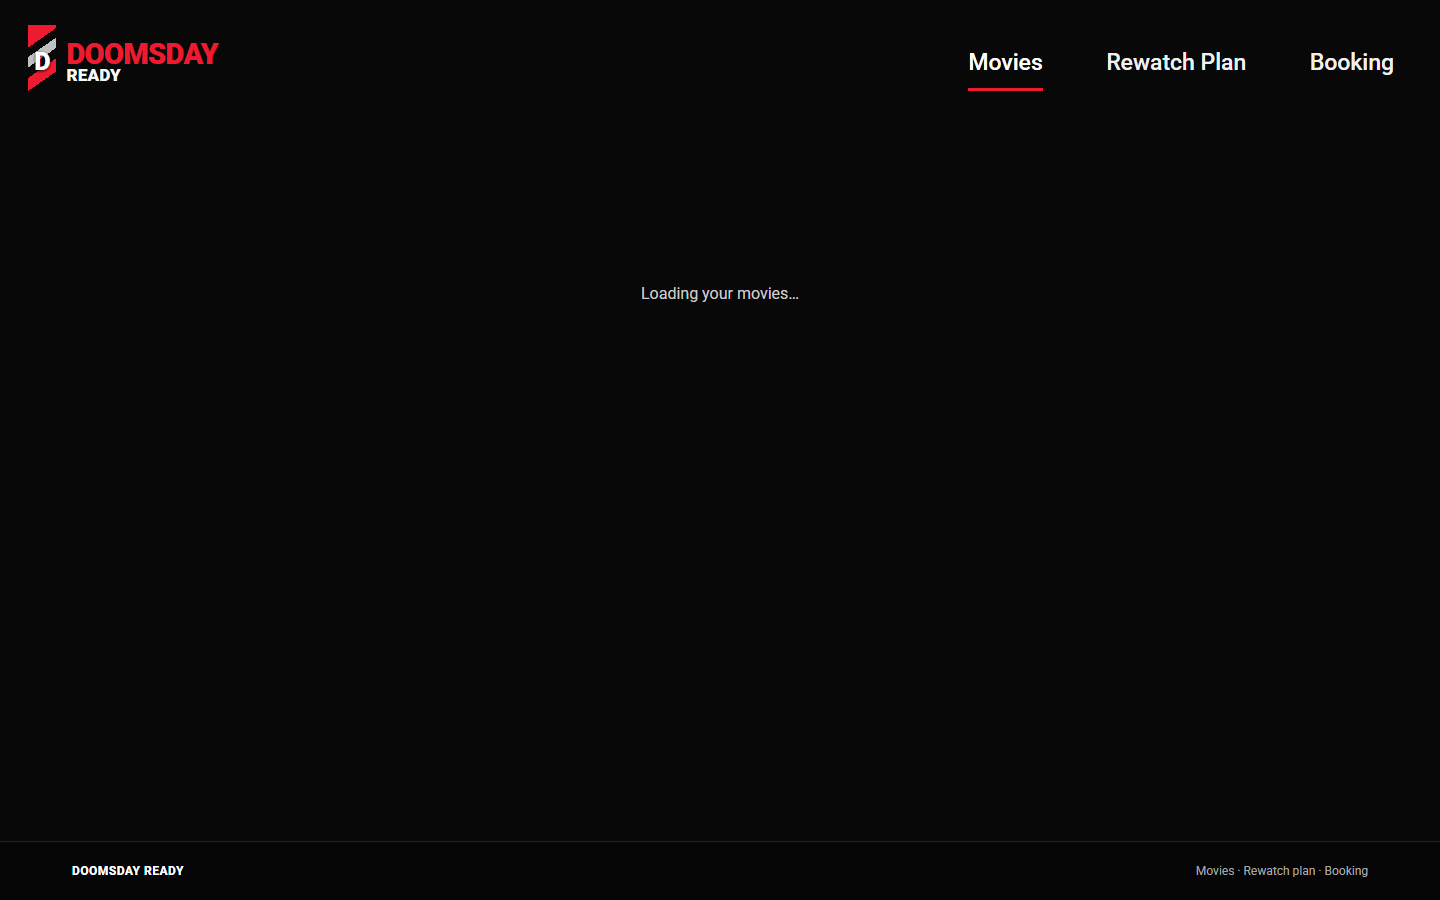 D
DOOMSDAY
READY
Movies
Rewatch Plan
Booking
Loading your movies...
DOOMSDAY READY
Movies · Rewatch plan · Booking